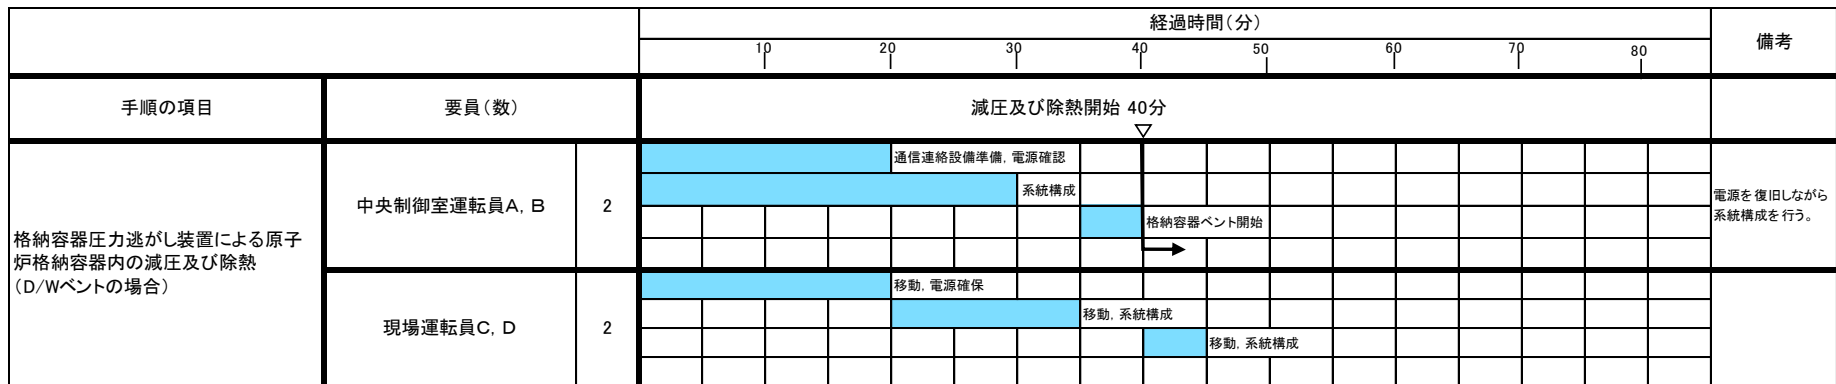 経過時間(分)
備考
10 20 30 40 50 60 70 80
手順の項目
要員(数)
減圧及び除熱開始 40分
格納容器圧力逃がし装置による原子
炉格納容器内の減圧及び除熱
(D/Wベントの場合)
中央制御室運転員A, B
2
通信連絡設備準備, 電源確認
系統構成
格納容器ベント開始
電源を復旧しながら
系統構成を行う。
現場運転員C, D
2
移動, 電源確保
移動, 系統構成
移動, 系統構成